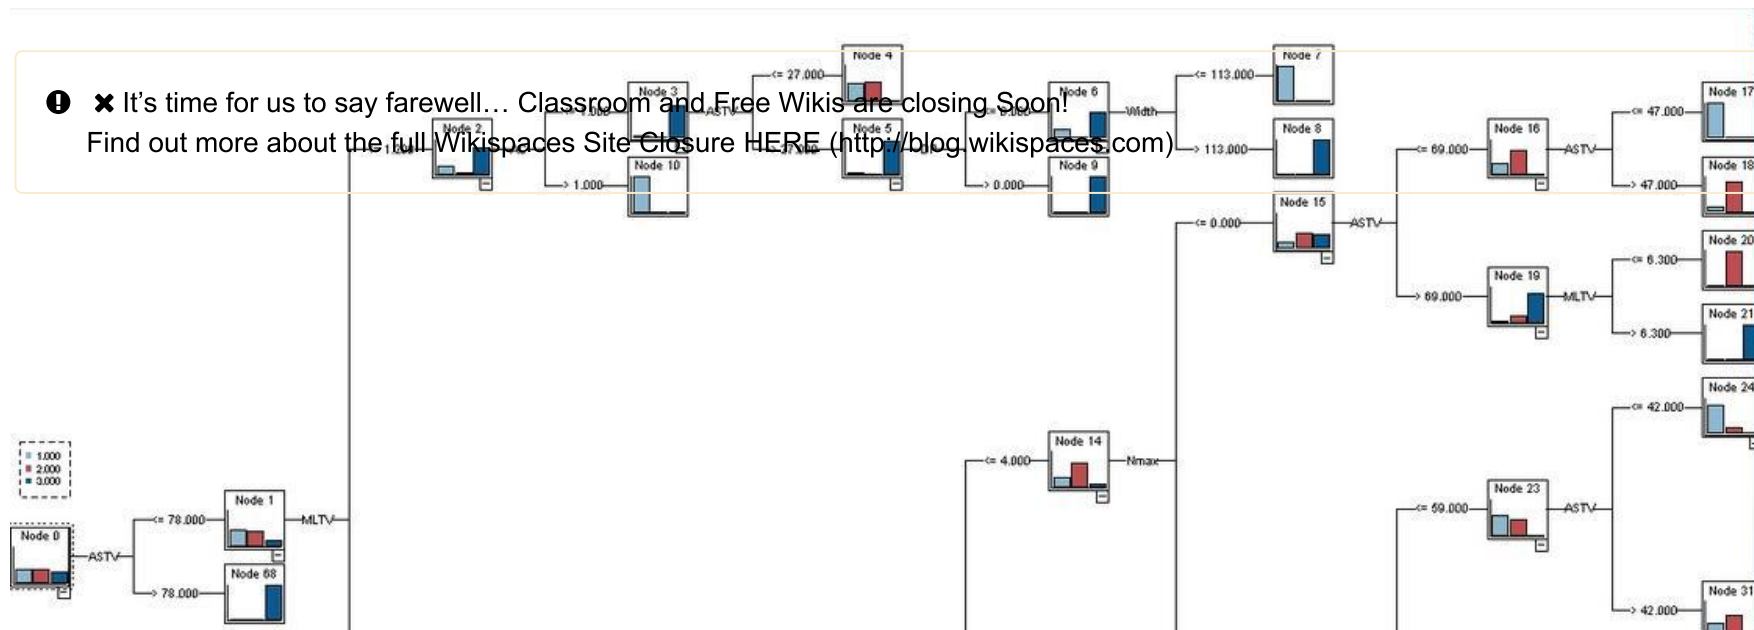 Node 4
Node 7
<= 27.000
<= 113.000
Node 3
Node 6
Node 17
✖ It’s time for us to say farewell… Classroom and Free Wikis are closing Soon!
ASTV
Width
<= 47.000
Node 2
Node 5
Node 8
Node 16
Find out more about the full Wikispaces Site Closure HERE (http://blog.wikispaces.com)
> 113.000
<= 69.000
ASTV
Node 10
Node 9
Node 18
> 1.000
> 0.000
> 47.000
Node 15
<= 0.000
ASTV
Node 20
<= 6.300
Node 19
> 69.000
MLTV
Node 21
> 6.300
Node 24
<= 42.000
Node 14
<= 4.000
Nmax
1.000
2.000
3.000
Node 23
Node 1
<= 59.000
ASTV
<= 78.000
MLTV
Node 0
ASTV
Node 68
> 78.000
Node 31
> 42.000